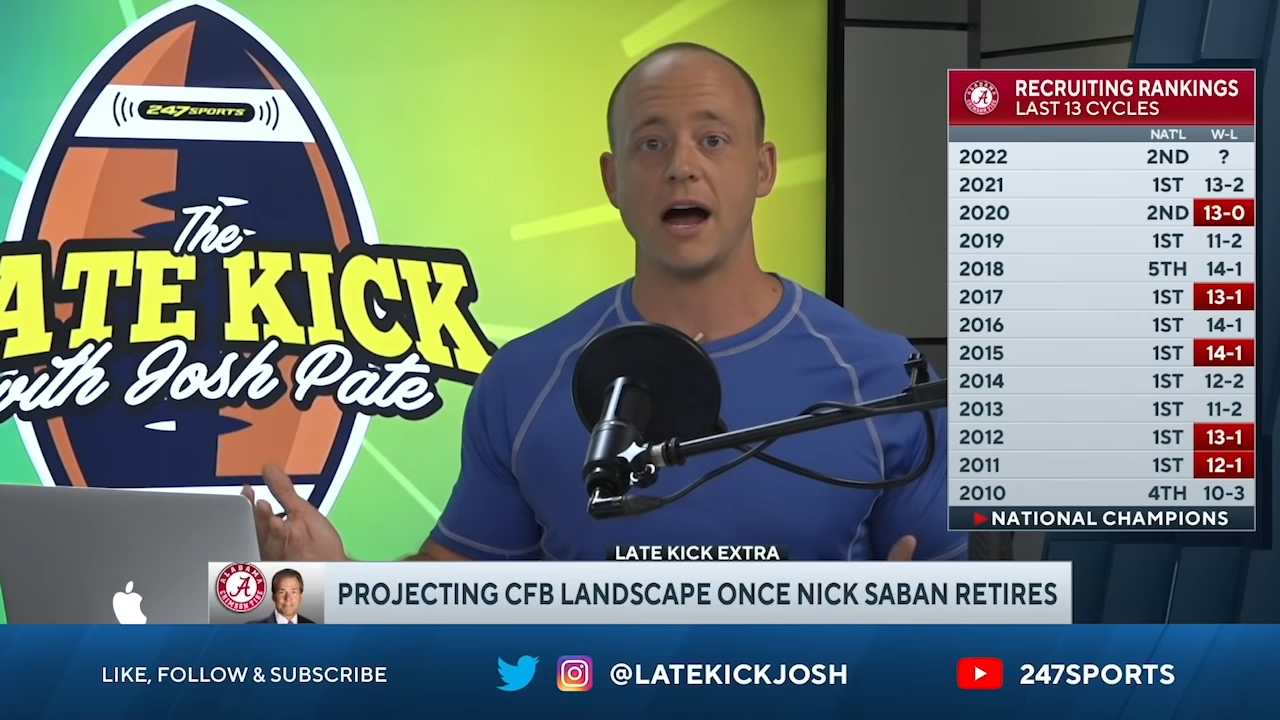 247SPORTS
The
ATE KICK
with Josh Pate
RECRUITING RANKINGS
LAST 13 CYCLES
NAT'L W-L
2022 2ND ?
2021 1ST 13-2
2020 2ND 13-0
2019 1ST 11-2
2018 5TH 14-1
2017 1ST 13-1
2016 1ST 14-1
2015 1ST 14-1
2014 1ST 12-2
2013 1ST 11-2
2012 1ST 13-1
2011 1ST 12-1
2010 4TH 10-3
NATIONAL CHAMPIONS
LATE KICK EXTRA
ALABAMA
CRIMSON TIDE
PROJECTING CFB LANDSCAPE ONCE NICK SABAN RETIRES
LIKE, FOLLOW & SUBSCRIBE
@LATEKICKJOSH
247SPORTS